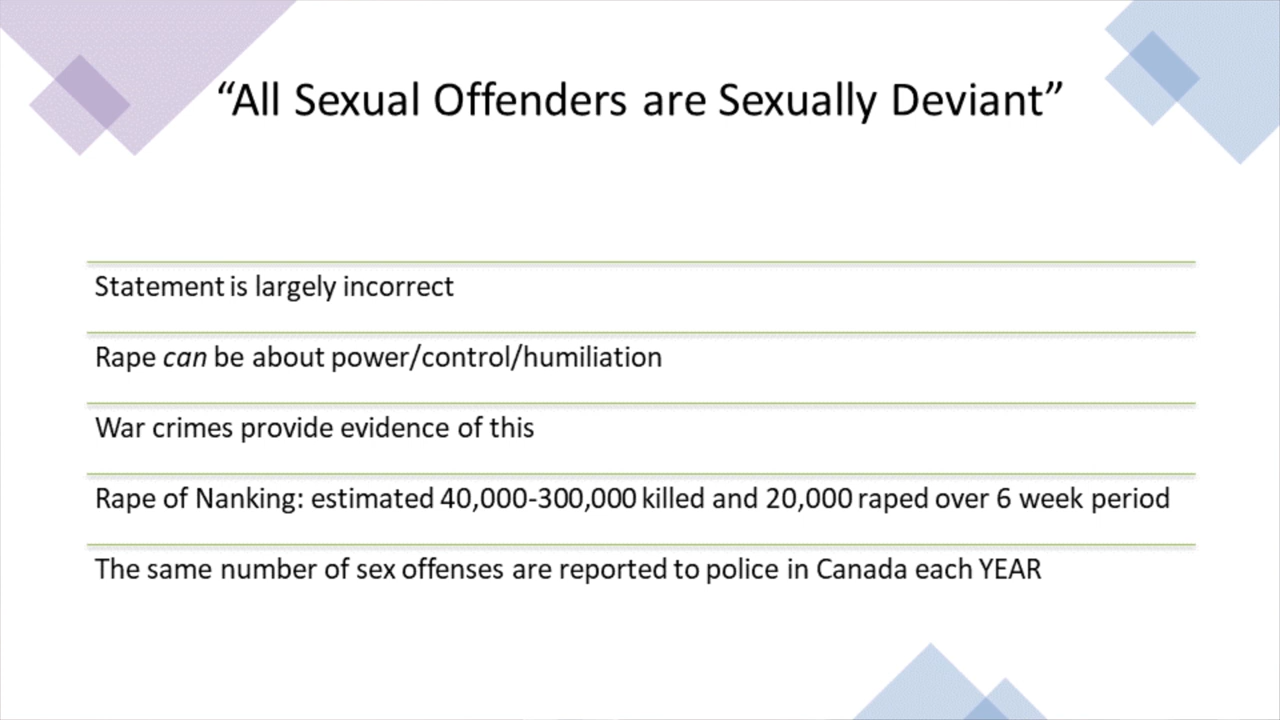 “All Sexual Offenders are Sexually Deviant”
Statement is largely incorrect
Rape can be about power/control/humiliation
War crimes provide evidence of this
Rape of Nanking: estimated 40,000-300,000 killed and 20,000 raped over 6 week period
The same number of sex offenses are reported to police in Canada each YEAR